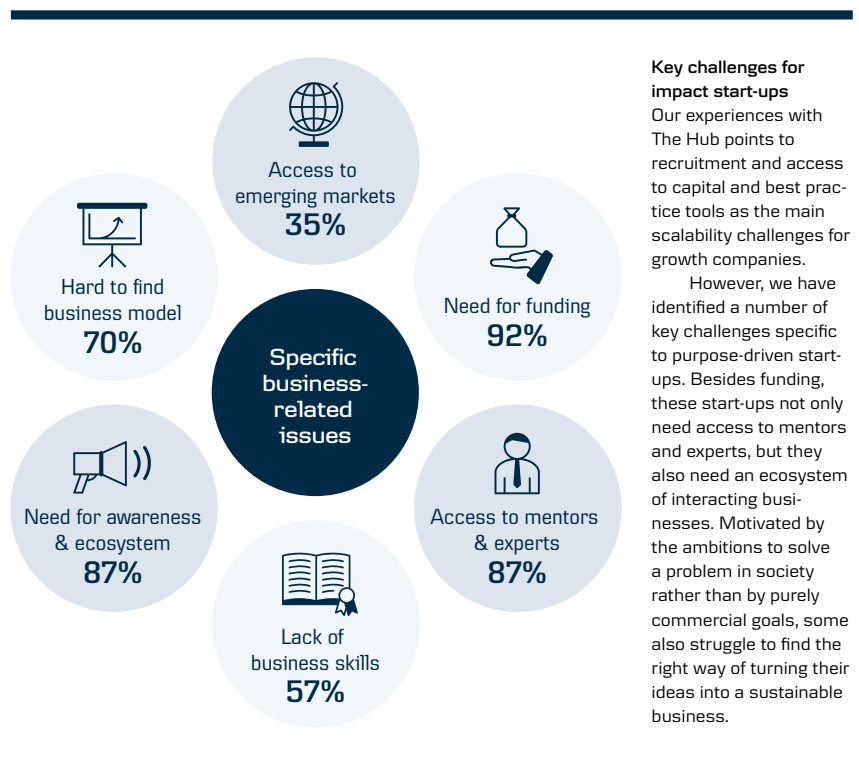 Access to
emerging markets
35%
Hard to find
business model
70%
Need for funding
92%
Specific
business-
related
issues
Need for awareness
& ecosystem
87%
Access to mentors
& experts
87%
Lack of
business skills
57%
Key challenges for
impact start-ups
Our experiences with
The Hub points to
recruitment and access
to capital and best prac-
tice tools as the main
scalability challenges for
growth companies.
However, we have
identified a number of
key challenges specific
to purpose-driven start-
ups. Besides funding,
these start-ups not only
need access to mentors
and experts, but they
also need an ecosystem
of interacting busi-
nesses. Motivated by
the ambitions to solve
a problem in society
rather than by purely
commercial goals, some
also struggle to find the
right way of turning their
ideas into a sustainable
business.